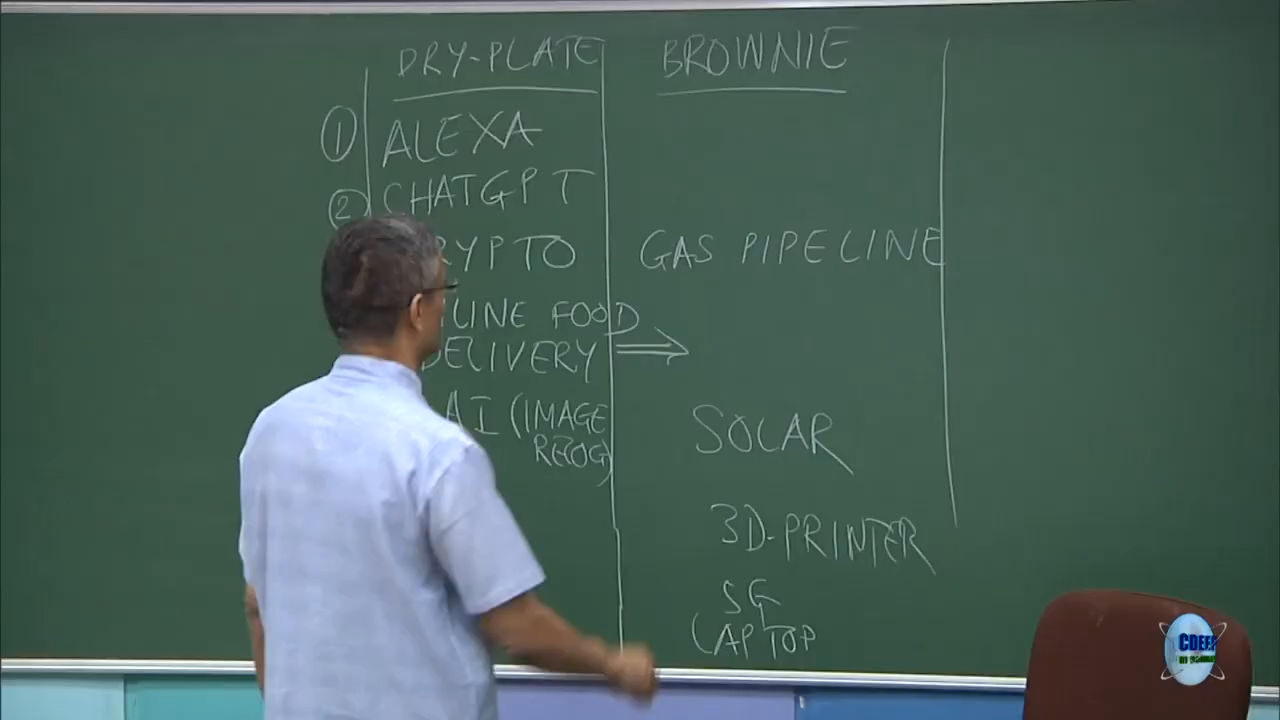 DRY-PLATE BROWNIE
① ALEXA
② CHATGPT
RYPTO GAS PIPELINE
LINE FOOD
DELIVERY ⇒
AI (IMAGE SOLAR
RECOG)
3D-PRINTER
5G
LAPTOP
CDEEP